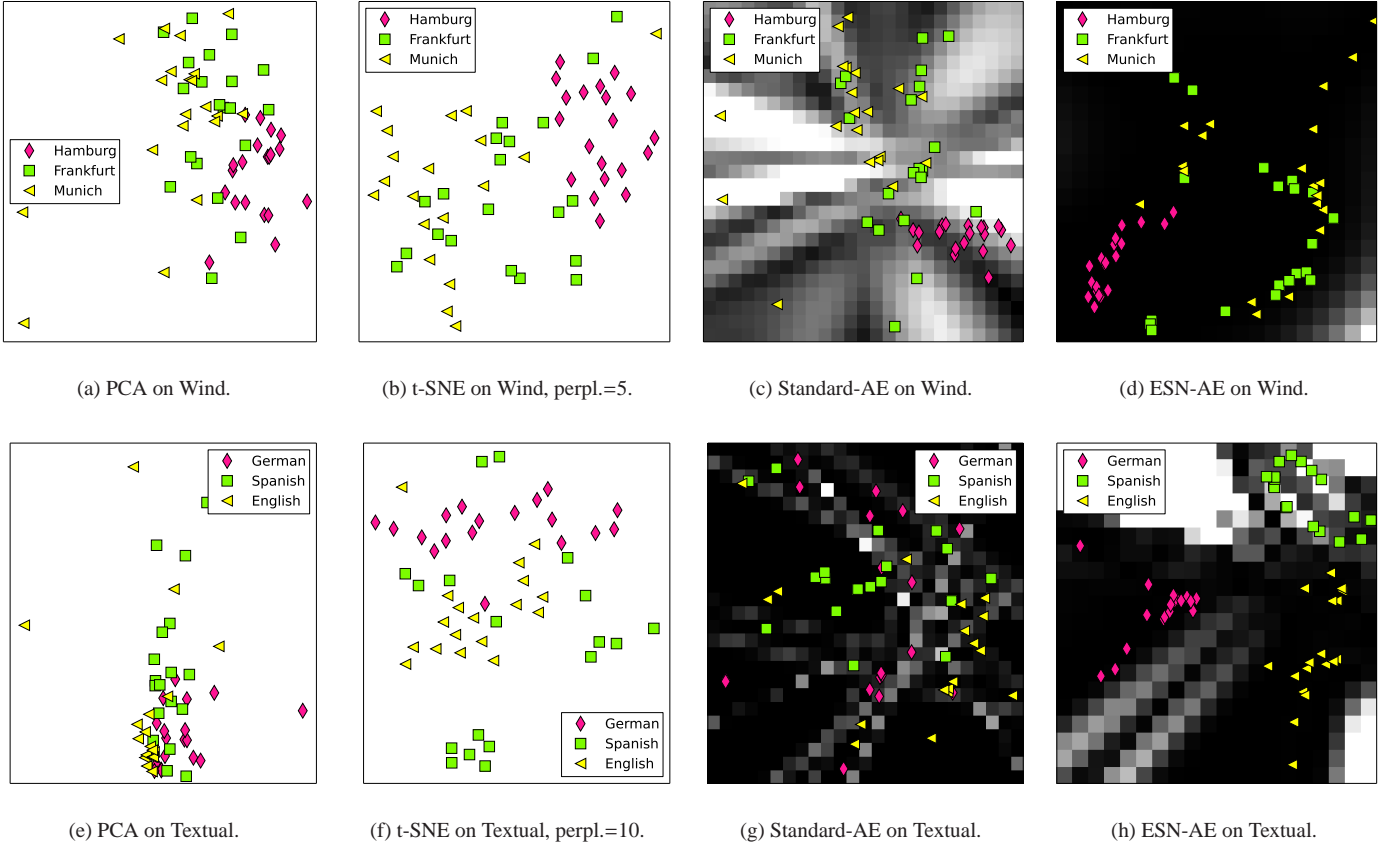 Hamburg
Frankfurt
Munich
Hamburg
Frankfurt
Munich
Hamburg
Frankfurt
Munich
Hamburg
Frankfurt
Munich
(a) PCA on Wind.
(b) t-SNE on Wind, perpl.=5.
(c) Standard-AE on Wind.
(d) ESN-AE on Wind.
German
Spanish
English
German
Spanish
English
German
Spanish
English
German
Spanish
English
(e) PCA on Textual.
(f) t-SNE on Textual, perpl.=10.
(g) Standard-AE on Textual.
(h) ESN-AE on Textual.